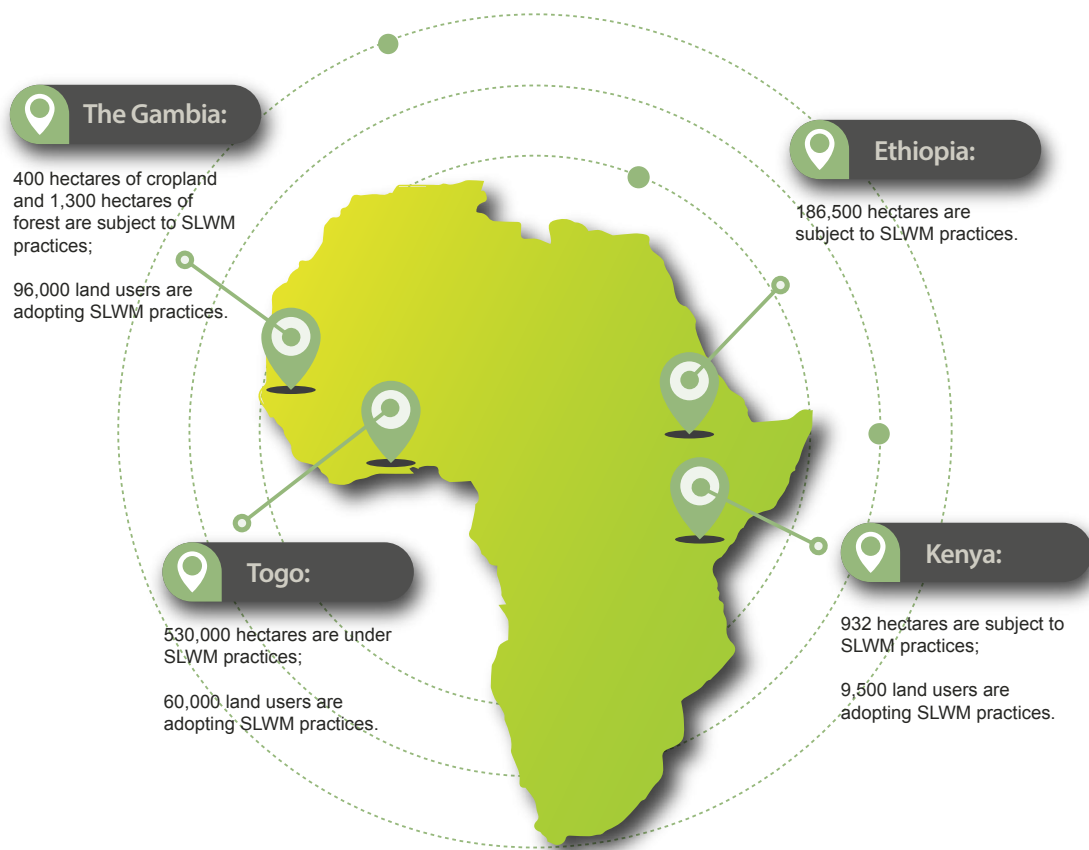 The Gambia:
400 hectares of cropland
and 1,300 hectares of
forest are subject to SLWM
practices;
96,000 land users are
adopting SLWM practices.
Ethiopia:
186,500 hectares are
subject to SLWM practices.
Togo:
530,000 hectares are under
SLWM practices;
60,000 land users are
adopting SLWM practices.
Kenya:
932 hectares are subject to
SLWM practices;
9,500 land users are
adopting SLWM practices.